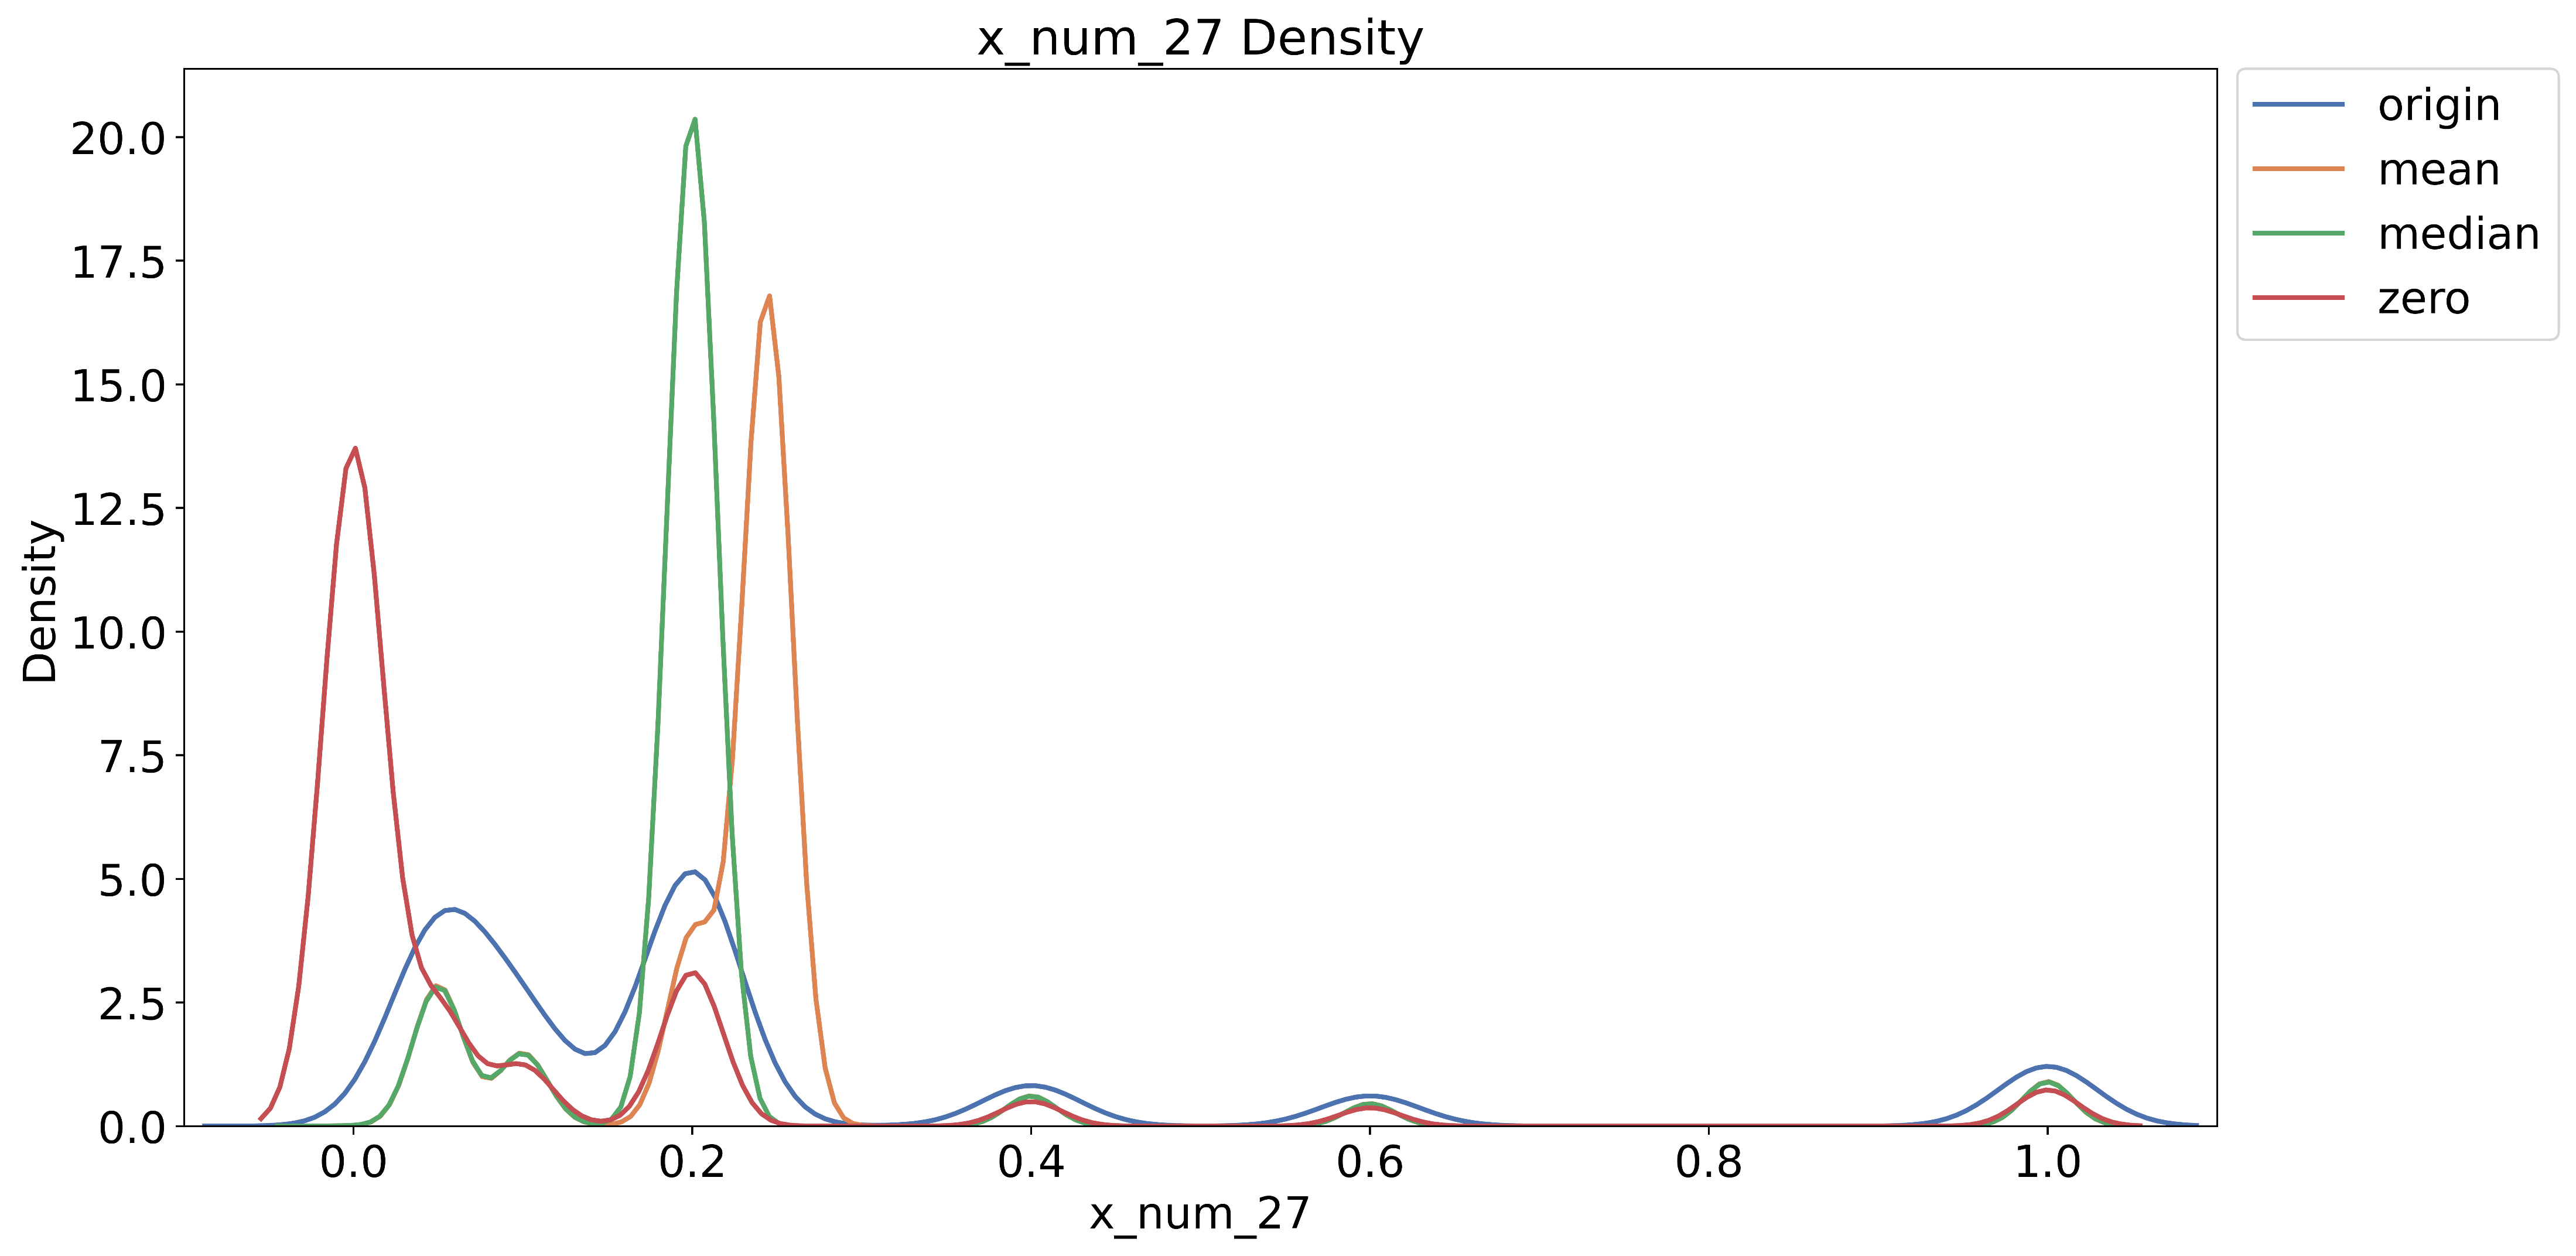 x_num_27 Density
origin
mean
median
zero
Density
20.0
17.5
15.0
12.5
10.0
7.5
5.0
2.5
0.0
0.0 0.2 0.4 0.6 0.8 1.0
x_num_27